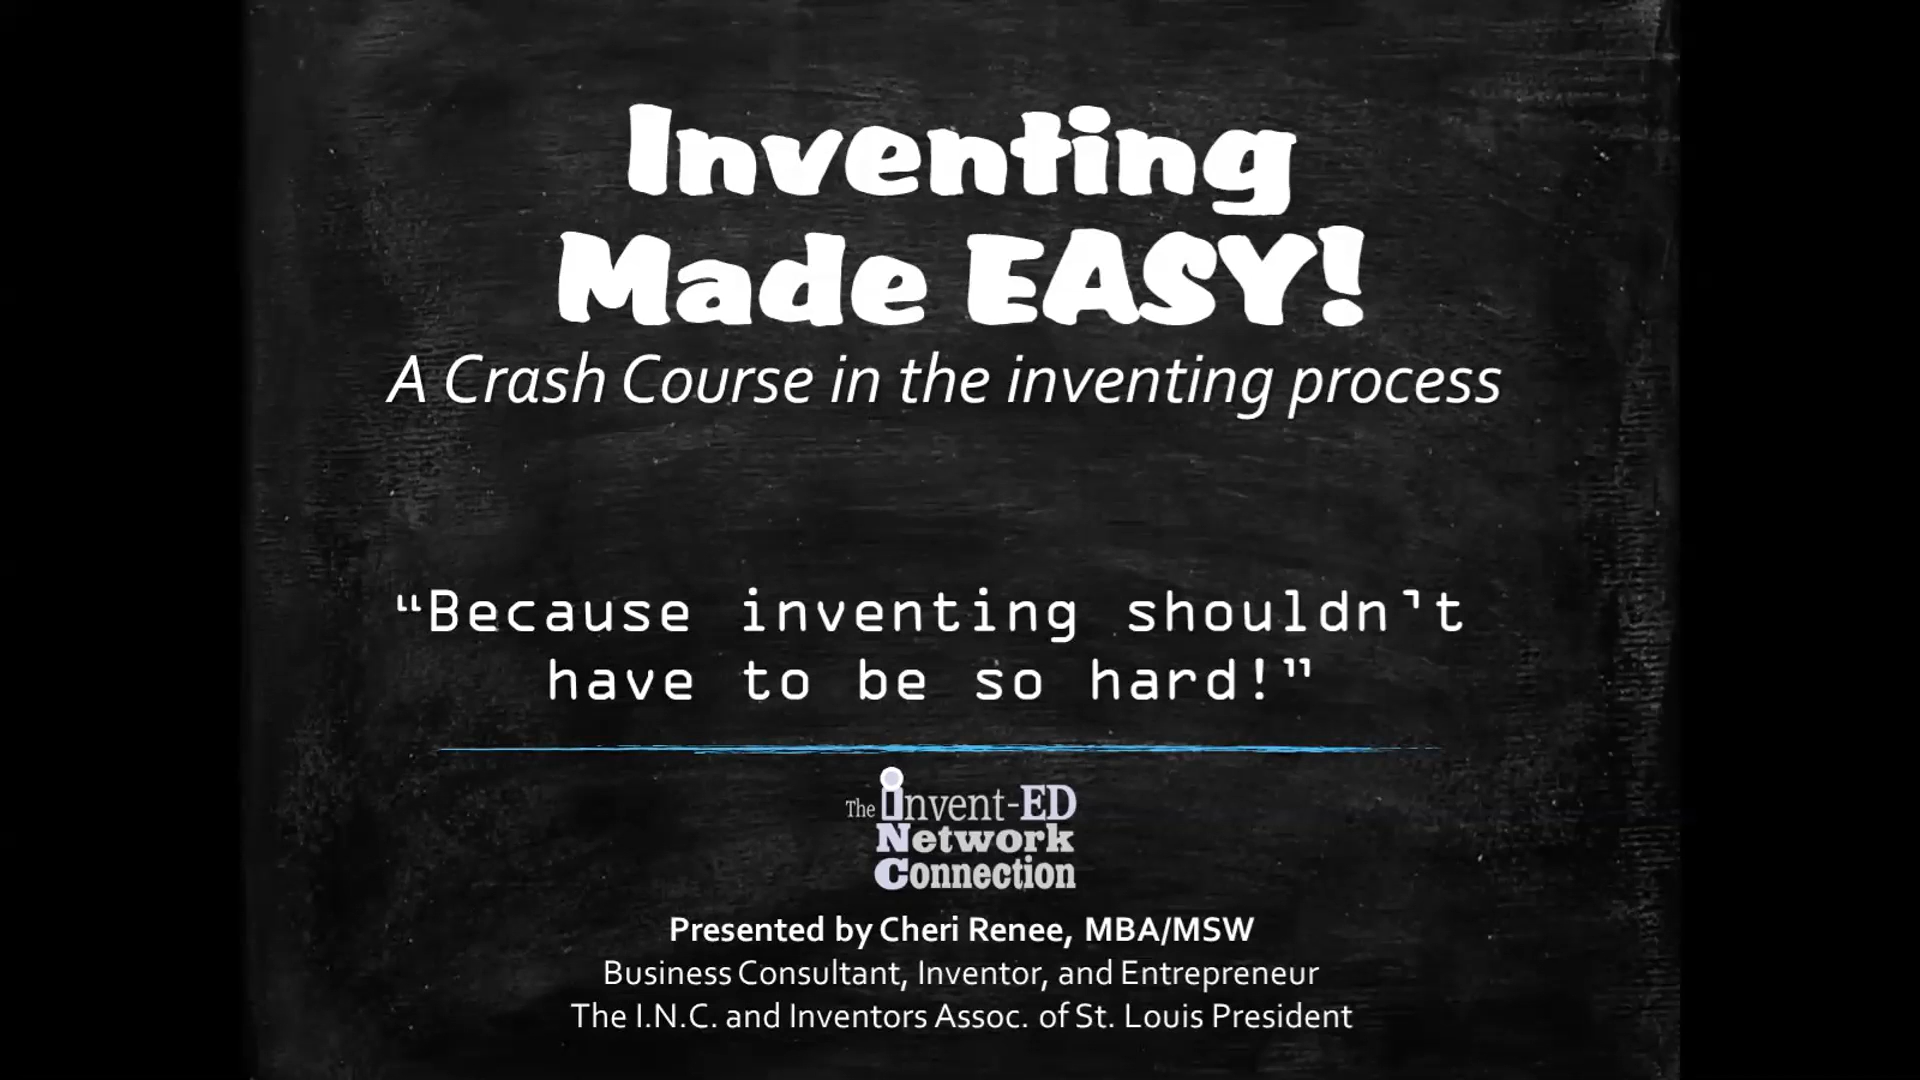 Inventing
Made EASY!
A Crash Course in the inventing process
“Because inventing shouldn’t
have to be so hard!”
The invent-ED
Network
Connection
Presented by Cheri Renee, MBA/MSW
Business Consultant, Inventor, and Entrepreneur
The I.N.C. and Inventors Assoc. of St. Louis President